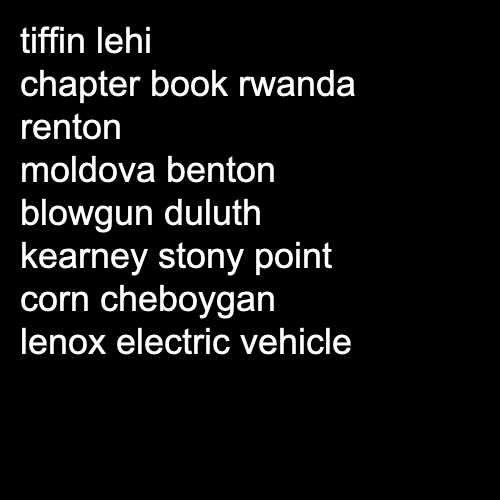 tiffin lehi
chapter book rwanda
renton
moldova benton
blowgun duluth
kearney stony point
corn cheboygan
lenox electric vehicle